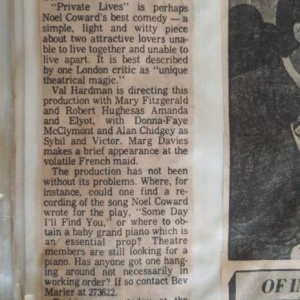 "Private Lives" is perhaps
Noel Coward's best comedy — a
simple, light and witty piece
about two attractive lovers una-
ble to live together and unable to
live apart. It is best described
by one London critic as "unique
theatrical magic."
Val Hardman is directing this
production with Mary Fitzgerald
and Robert Hughesas Amanda
and Elyot, with Donna-Faye
McClymont and Alan Chidgey as
Sybil and Victor. Marg Davies
makes a brief appearance at the
volatile French maid.
The production has not been
without its problems. Where, for
instance, could one find a re-
cording of the song Noel Coward
wrote for the play, "Some Day
I'll Find You," or where to ob-
tain a baby grand piano which is
an essential prop? Theatre
members are still looking for a
piano. Has anyone got one hang-
ing around not necessarily in
working order? If so contact Bev
Marier at 273622.
OF I